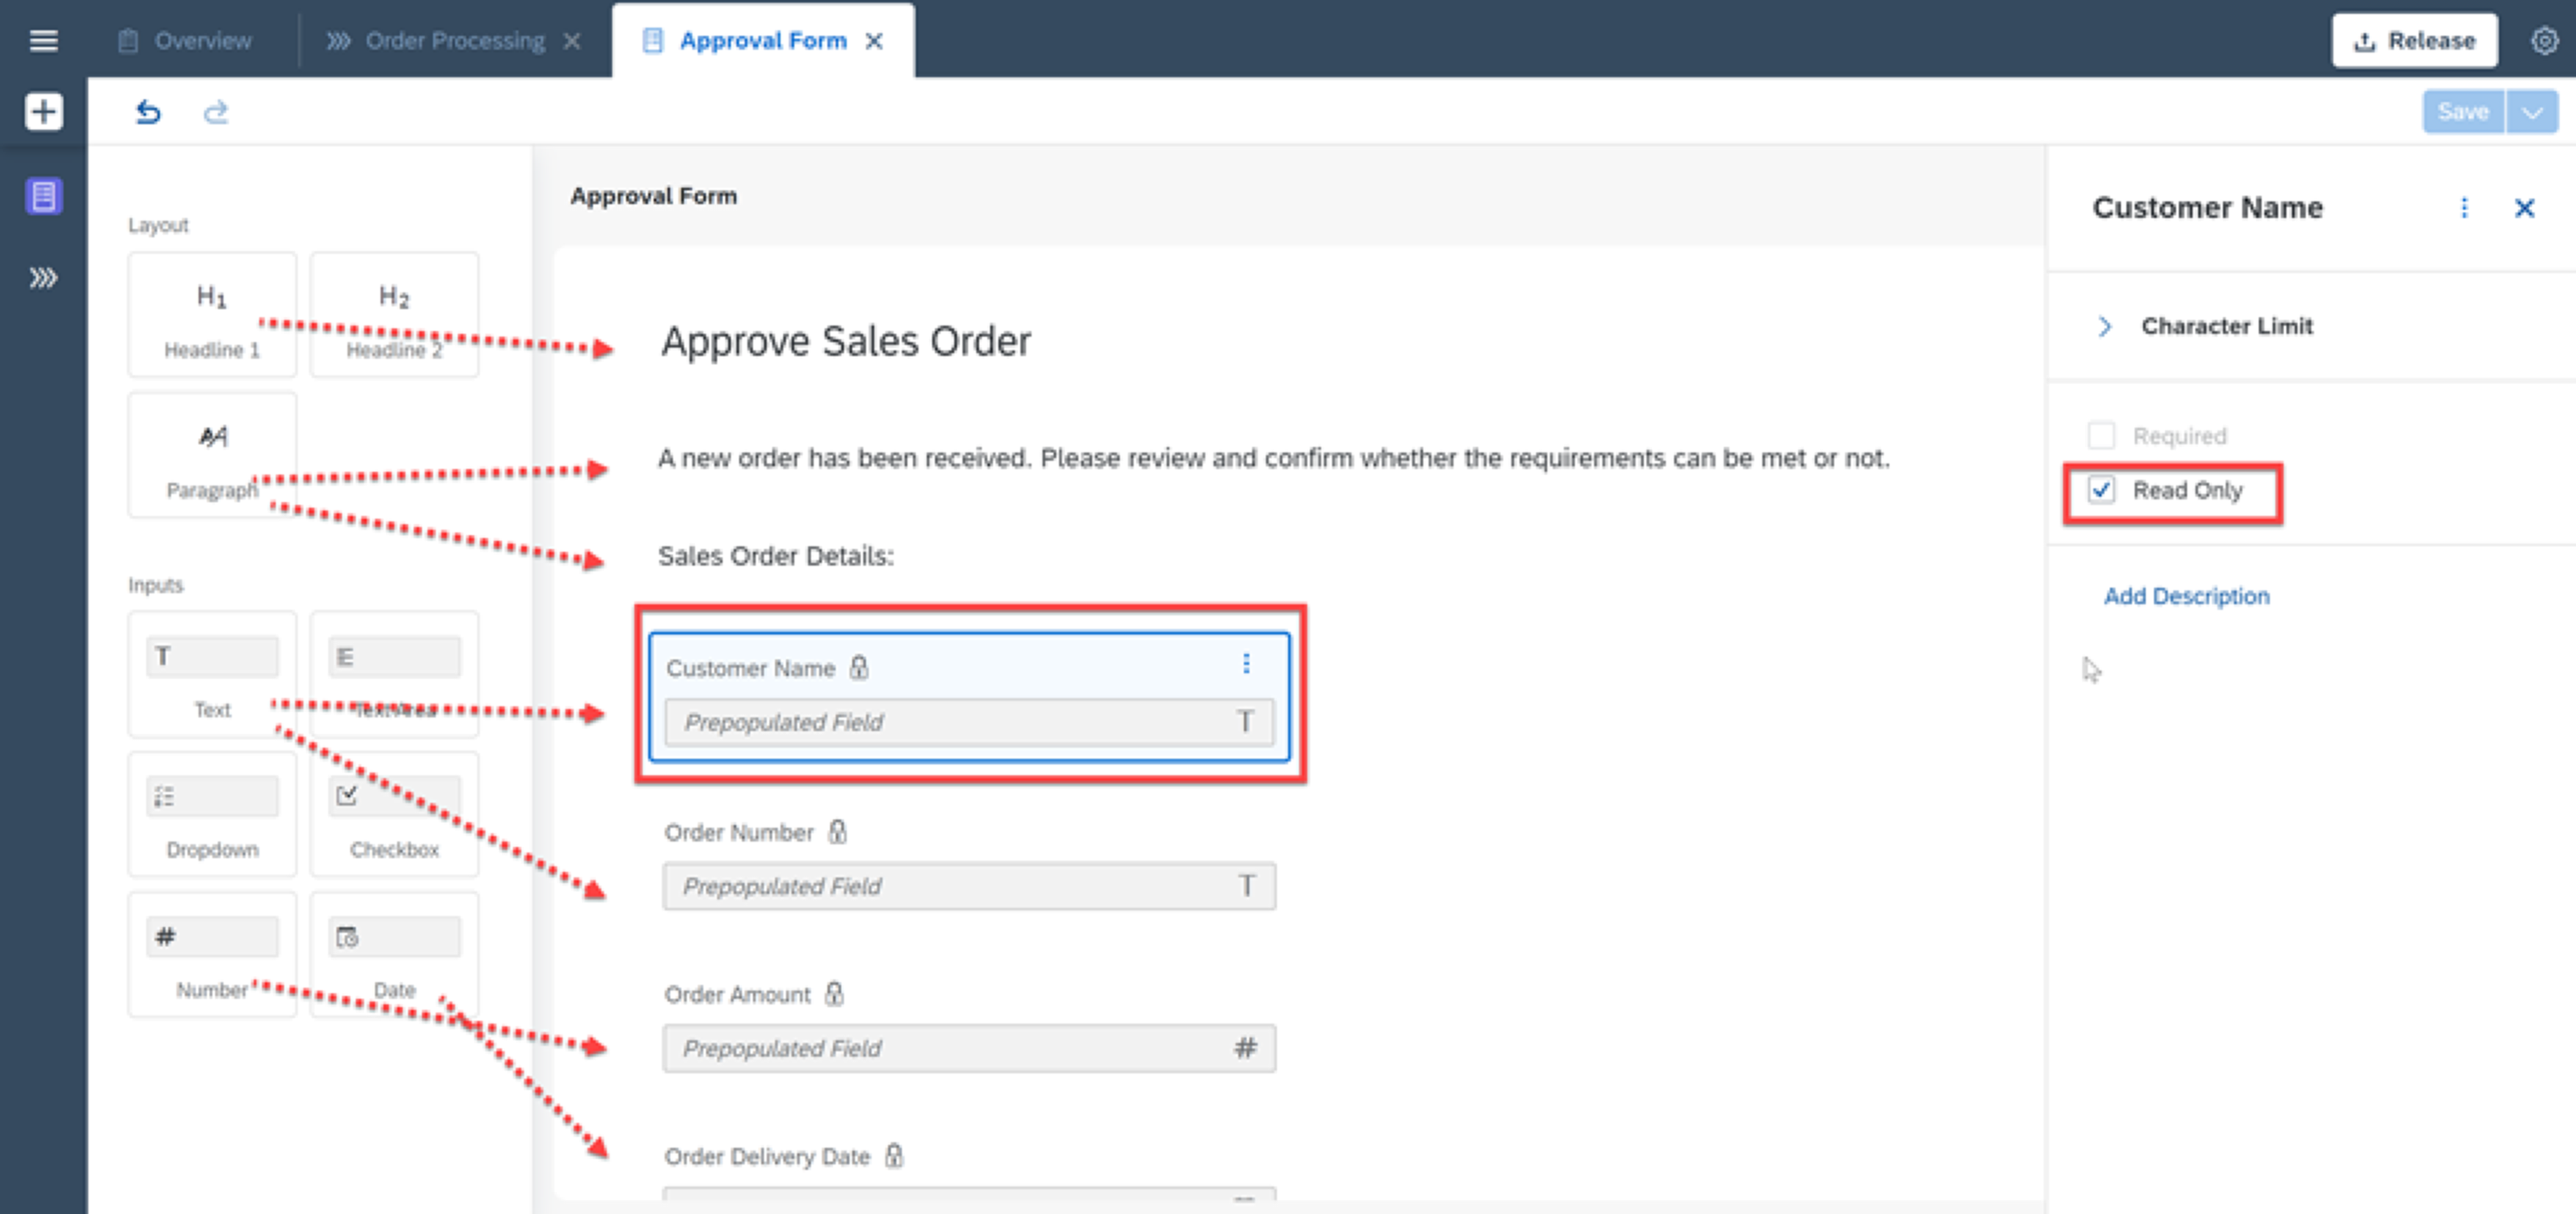 Overview
Order Processing
Approval Form
Release
Save
Layout
H1
Headline 1
H2
Headline 2
AA
Paragraph
Inputs
T
Text
Text Area
Dropdown
Checkbox
#
Number
Date
Approval Form
Approve Sales Order
A new order has been received. Please review and confirm whether the requirements can be met or not.
Sales Order Details:
Customer Name
Prepopulated Field T
Order Number
Prepopulated Field T
Order Amount
Prepopulated Field #
Order Delivery Date
Customer Name
Character Limit
Required
Read Only
Add Description